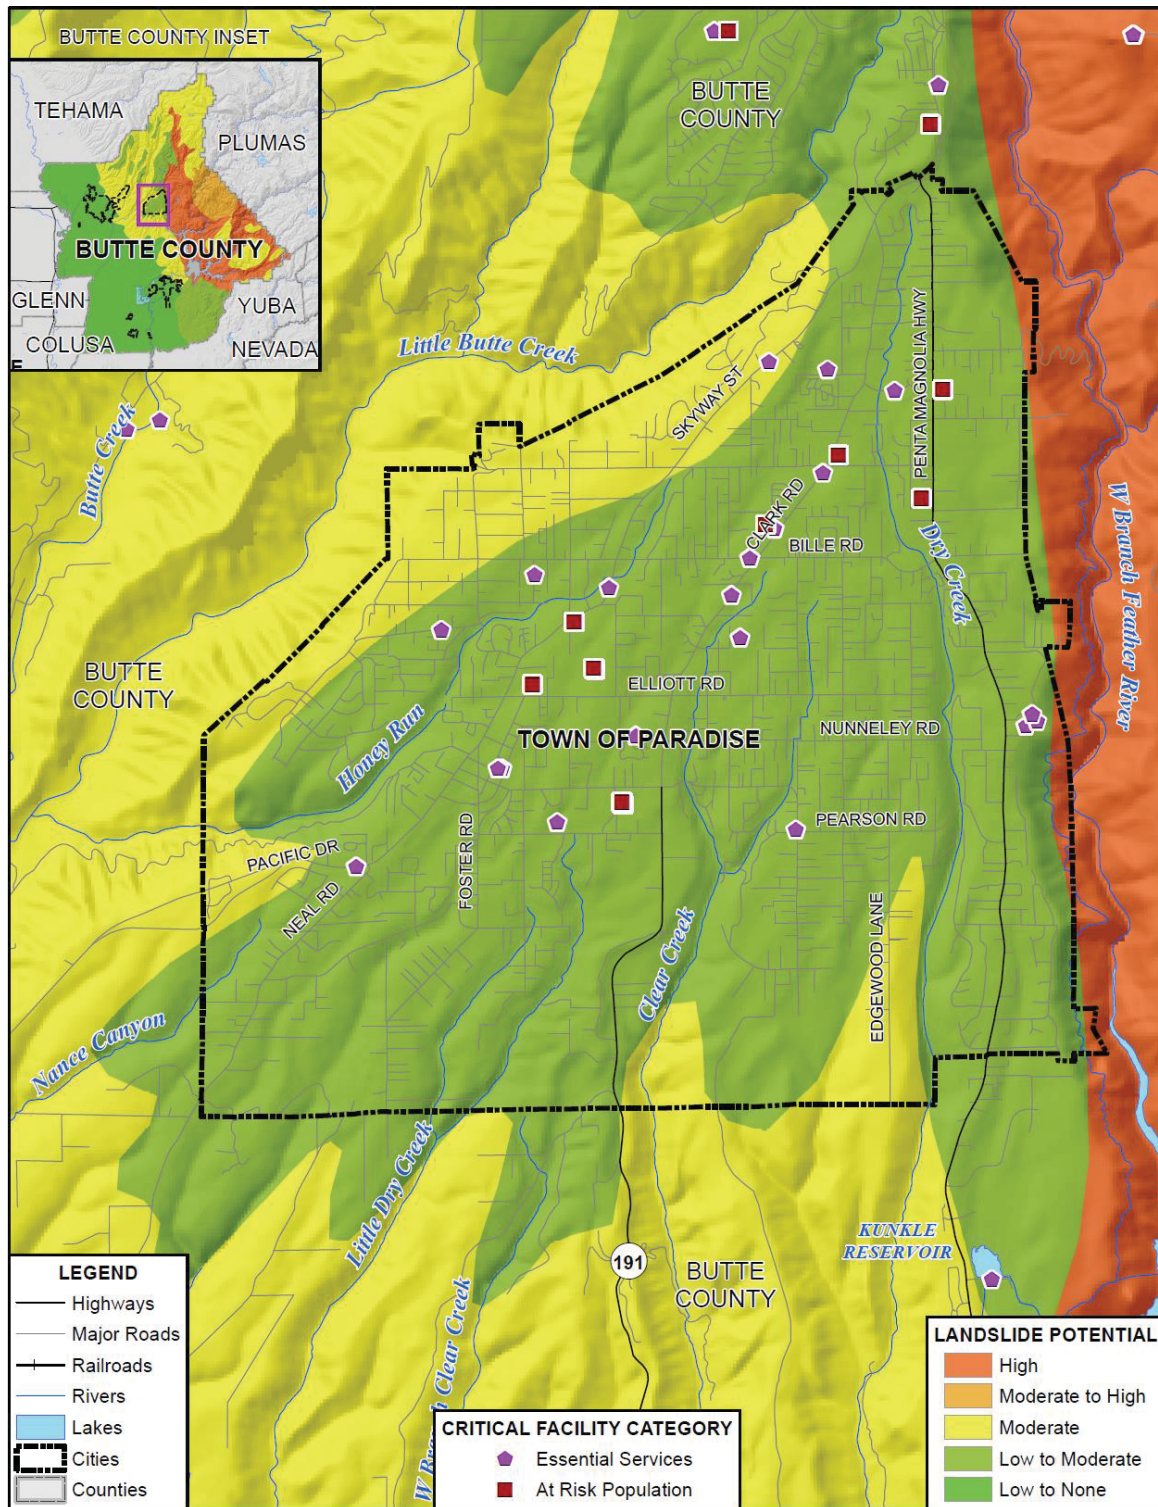 BUTTE COUNTY INSET
TEHAMA
PLUMAS
BUTTE COUNTY
GLENN
YUBA
COLUSA
NEVADA
BUTTE
COUNTY
Little Butte Creek
SKYWAY ST
PENTA MAGNOLIA HWY
Butte Creek
CLARK RD
BILLE RD
Dry Creek
W Branch Feather River
BUTTE
COUNTY
ELLIOTT RD
Honey Run
TOWN OF PARADISE
NUNNELEY RD
PEARSON RD
PACIFIC DR
NEAL RD
FOSTER RD
EDGEWOOD LANE
Clear Creek
Nance Canyon
Little Dry Creek
KUNKLE
RESERVOIR
191
BUTTE
COUNTY
W Branch Clear Creek
LEGEND
Highways
Major Roads
Railroads
Rivers
Lakes
Cities
Counties
CRITICAL FACILITY CATEGORY
Essential Services
At Risk Population
LANDSLIDE POTENTIAL
High
Moderate to High
Moderate
Low to Moderate
Low to None